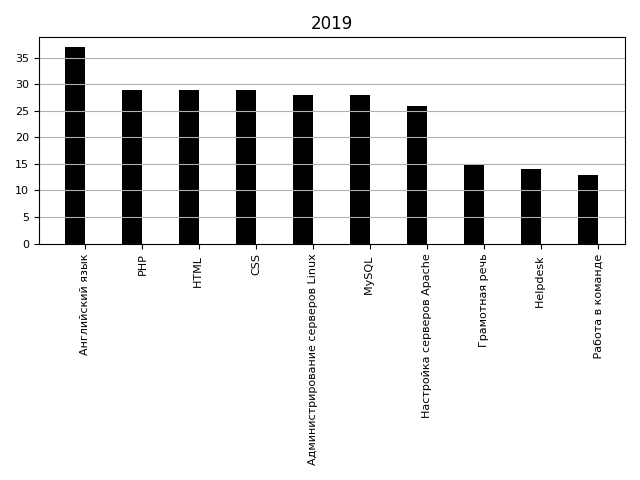 2019
35
30
25
20
15
10
5
0
Английский язык
PHP
HTML
CSS
Администрирование серверов Linux
MySQL
Настройка серверов Apache
Грамотная речь
Helpdesk
Работа в команде